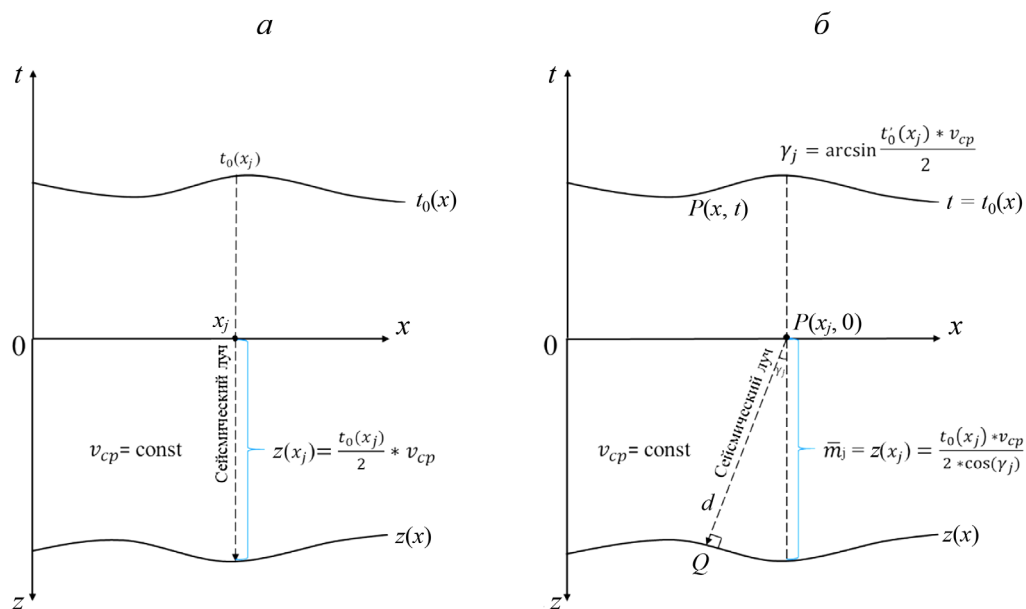 а
t
t₀(xⱼ)
t₀(x)
xⱼ
x
0
Сейсмический луч
v_cp = const
z(xⱼ)= t₀(xⱼ)/2 * v_cp
z(x)
z
б
t
γⱼ = arcsin t₀′(xⱼ) * v_cp / 2
P(x, t)
t = t₀(x)
P(xⱼ, 0)
x
0
γⱼ
Сейсмический луч
v_cp = const
m̅ⱼ = z(xⱼ) = t₀(xⱼ)*v_cp / 2 *cos(γⱼ)
d
Q
z(x)
z